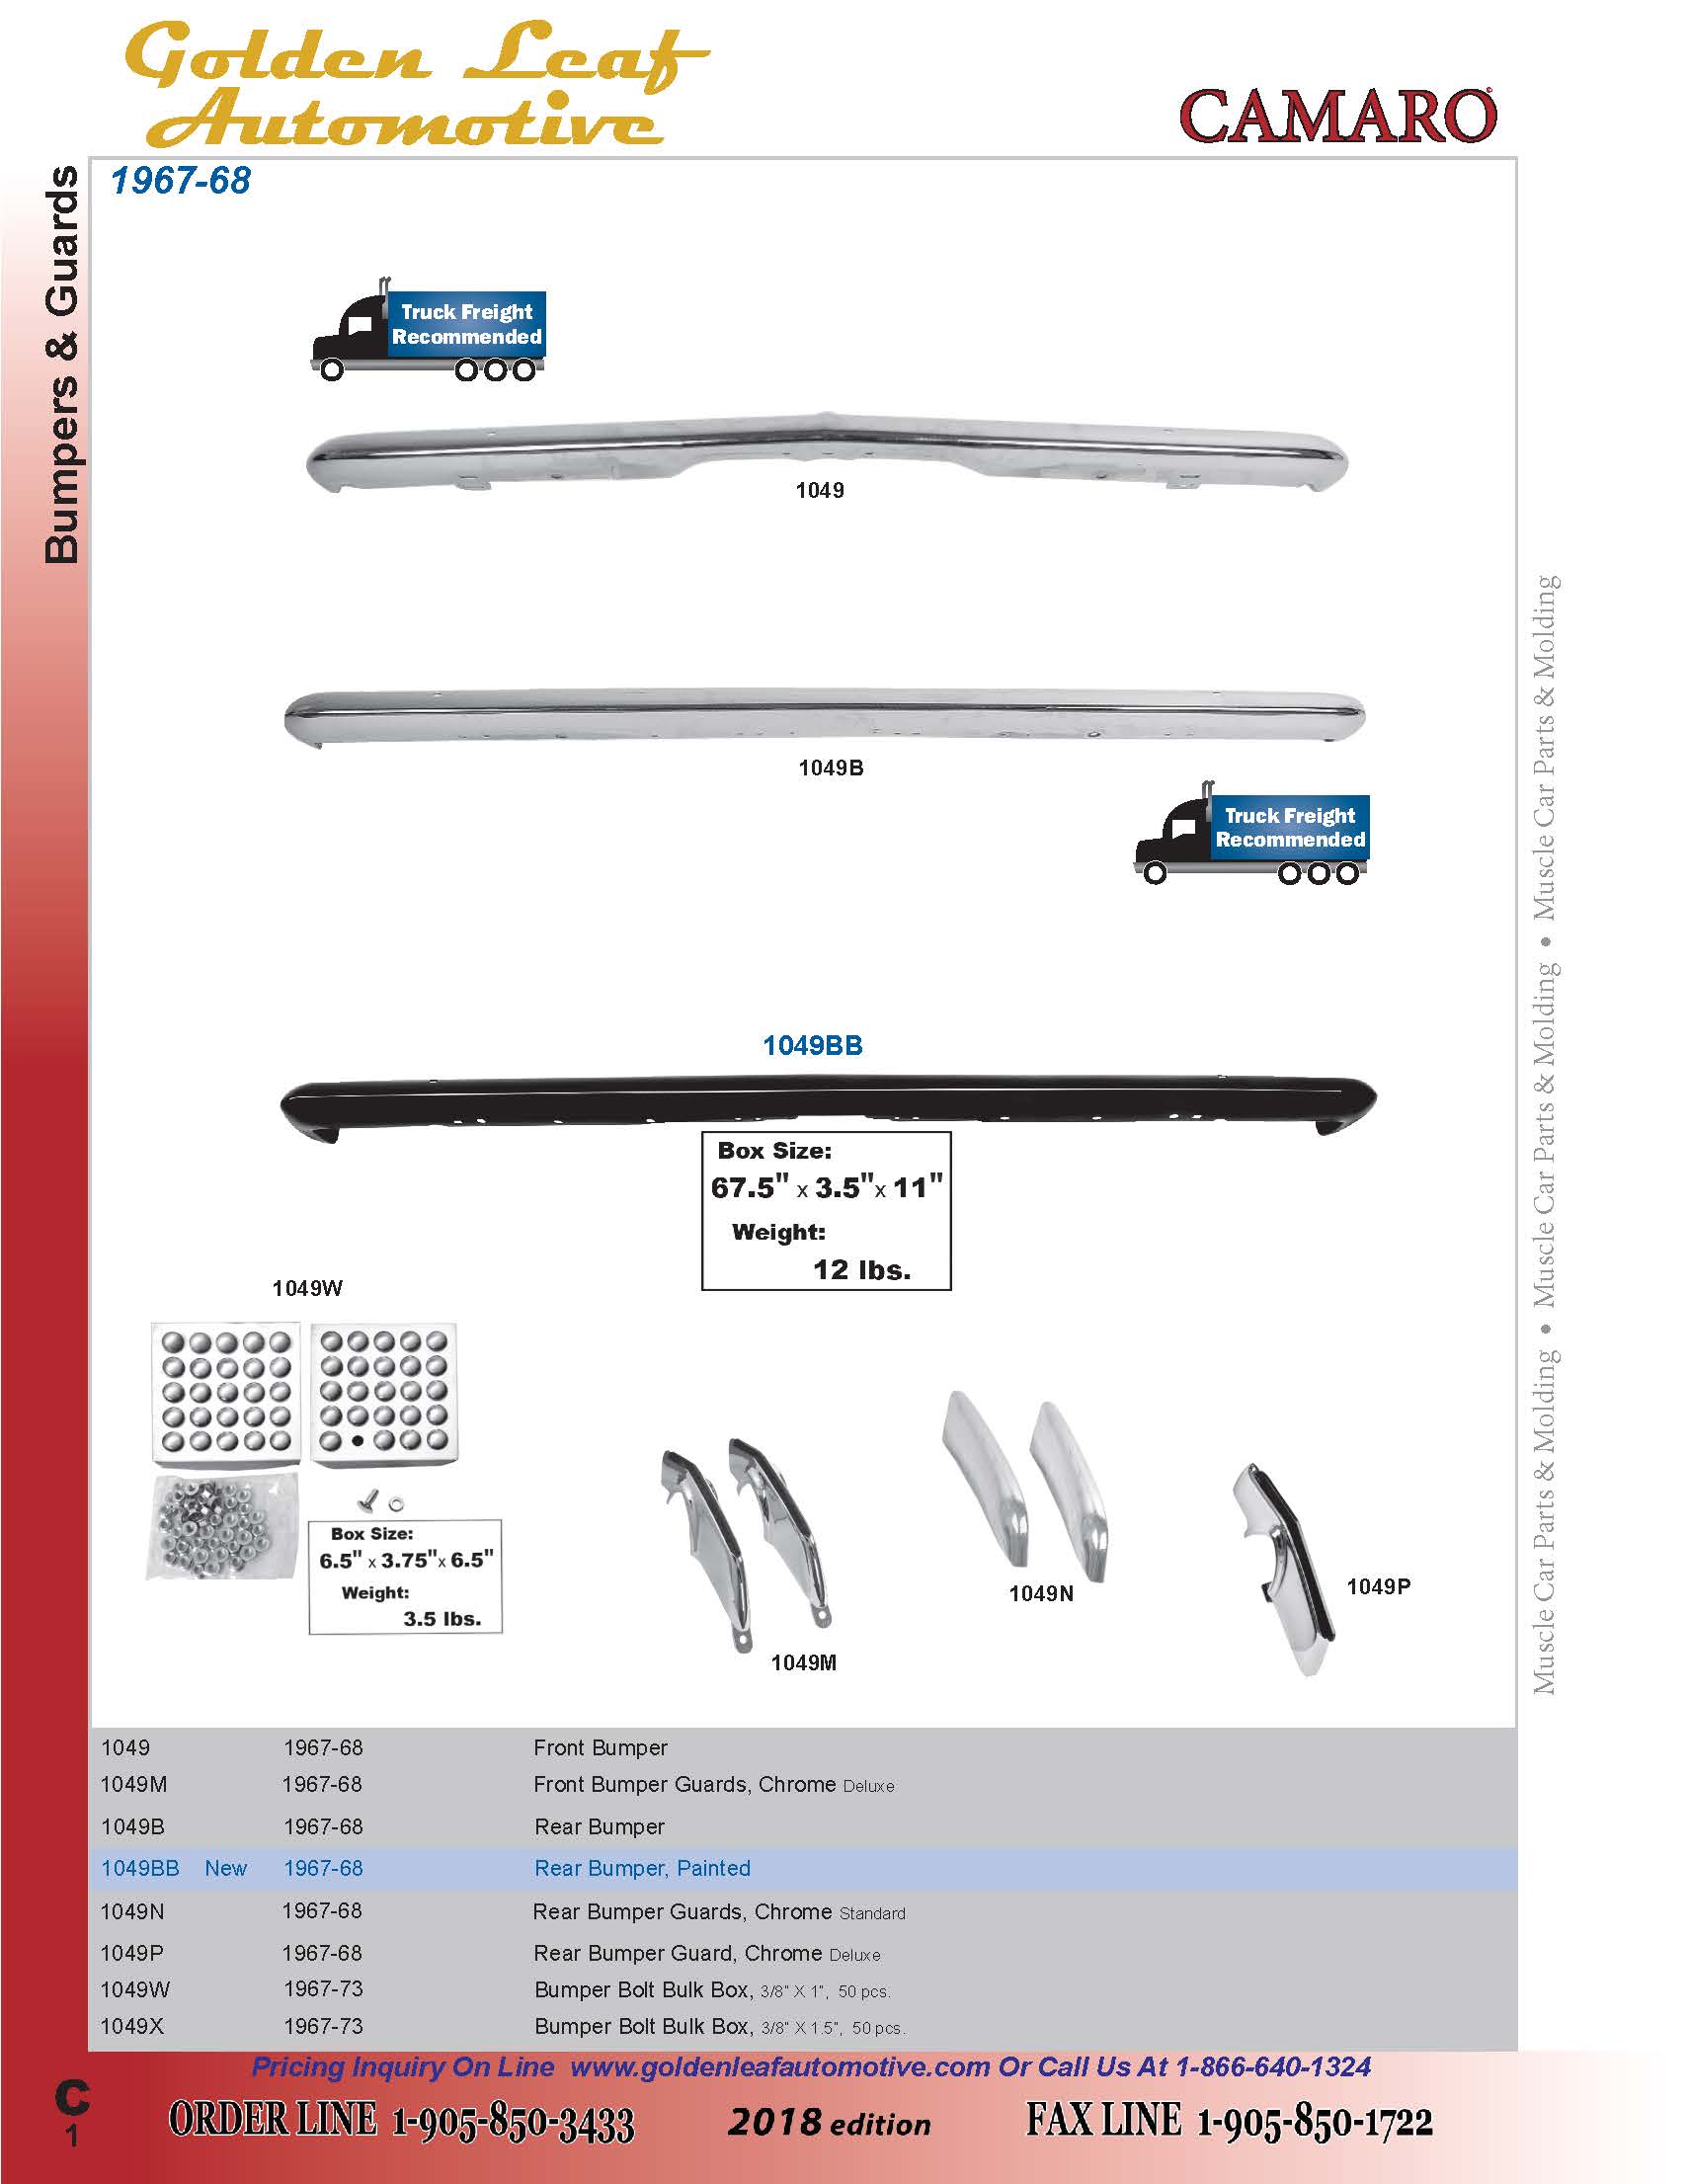 Golden Leaf
Automotive
CAMARO
Bumpers & Guards
1967-68
Truck Freight
Recommended
1049
1049B
Truck Freight
Recommended
1049BB
Box Size:
67.5" x 3.5"x 11"
Weight:
12 lbs.
1049W
Box Size:
6.5" x 3.75"x 6.5"
Weight:
3.5 lbs.
1049M
1049N
1049P
Muscle Car Parts & Molding • Muscle Car Parts & Molding • Muscle Car Parts & Molding
1049 1967-68 Front Bumper
1049M 1967-68 Front Bumper Guards, Chrome Deluxe
1049B 1967-68 Rear Bumper
1049BB New 1967-68 Rear Bumper, Painted
1049N 1967-68 Rear Bumper Guards, Chrome Standard
1049P 1967-68 Rear Bumper Guard, Chrome Deluxe
1049W 1967-73 Bumper Bolt Bulk Box, 3/8" X 1", 50 pcs.
1049X 1967-73 Bumper Bolt Bulk Box, 3/8" X 1.5", 50 pcs.
Pricing Inquiry On Line www.goldenleafautomotive.com Or Call Us At 1-866-640-1324
C
1
ORDER LINE 1-905-850-3433
2018 edition
FAX LINE 1-905-850-1722